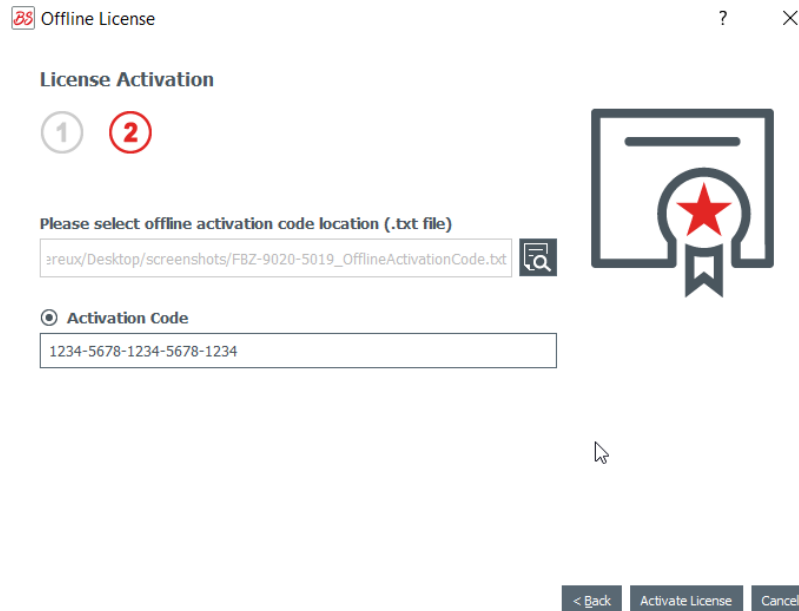 BS Offline License
?
License Activation
1 2
Please select offline activation code location (.txt file)
ereux/Desktop/screenshots/FBZ-9020-5019_OfflineActivationCode.txt
Activation Code
1234-5678-1234-5678-1234
< Back Activate License Cancel